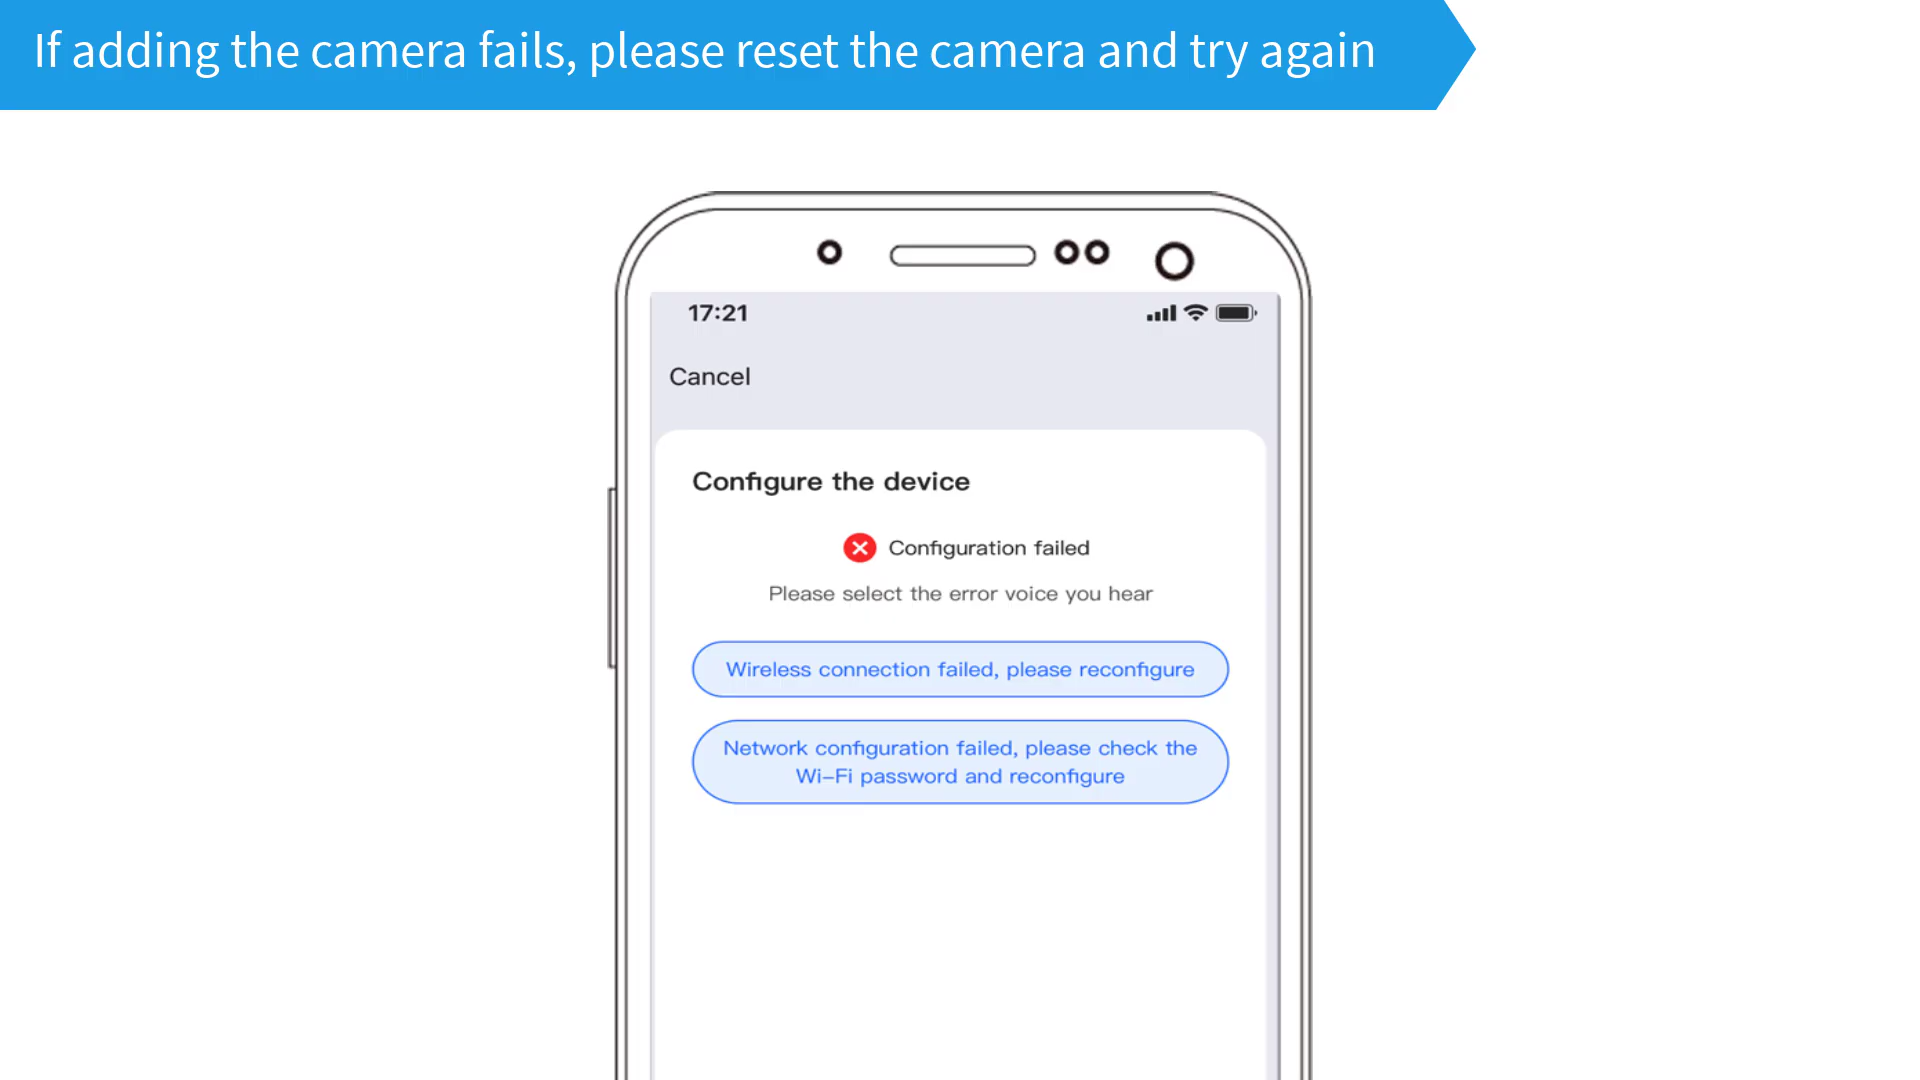 If adding the camera fails, please reset the camera and try again
17:21
Cancel
Configure the device
Configuration failed
Please select the error voice you hear
Wireless connection failed, please reconfigure
Network configuration failed, please check the
Wi-Fi password and reconfigure